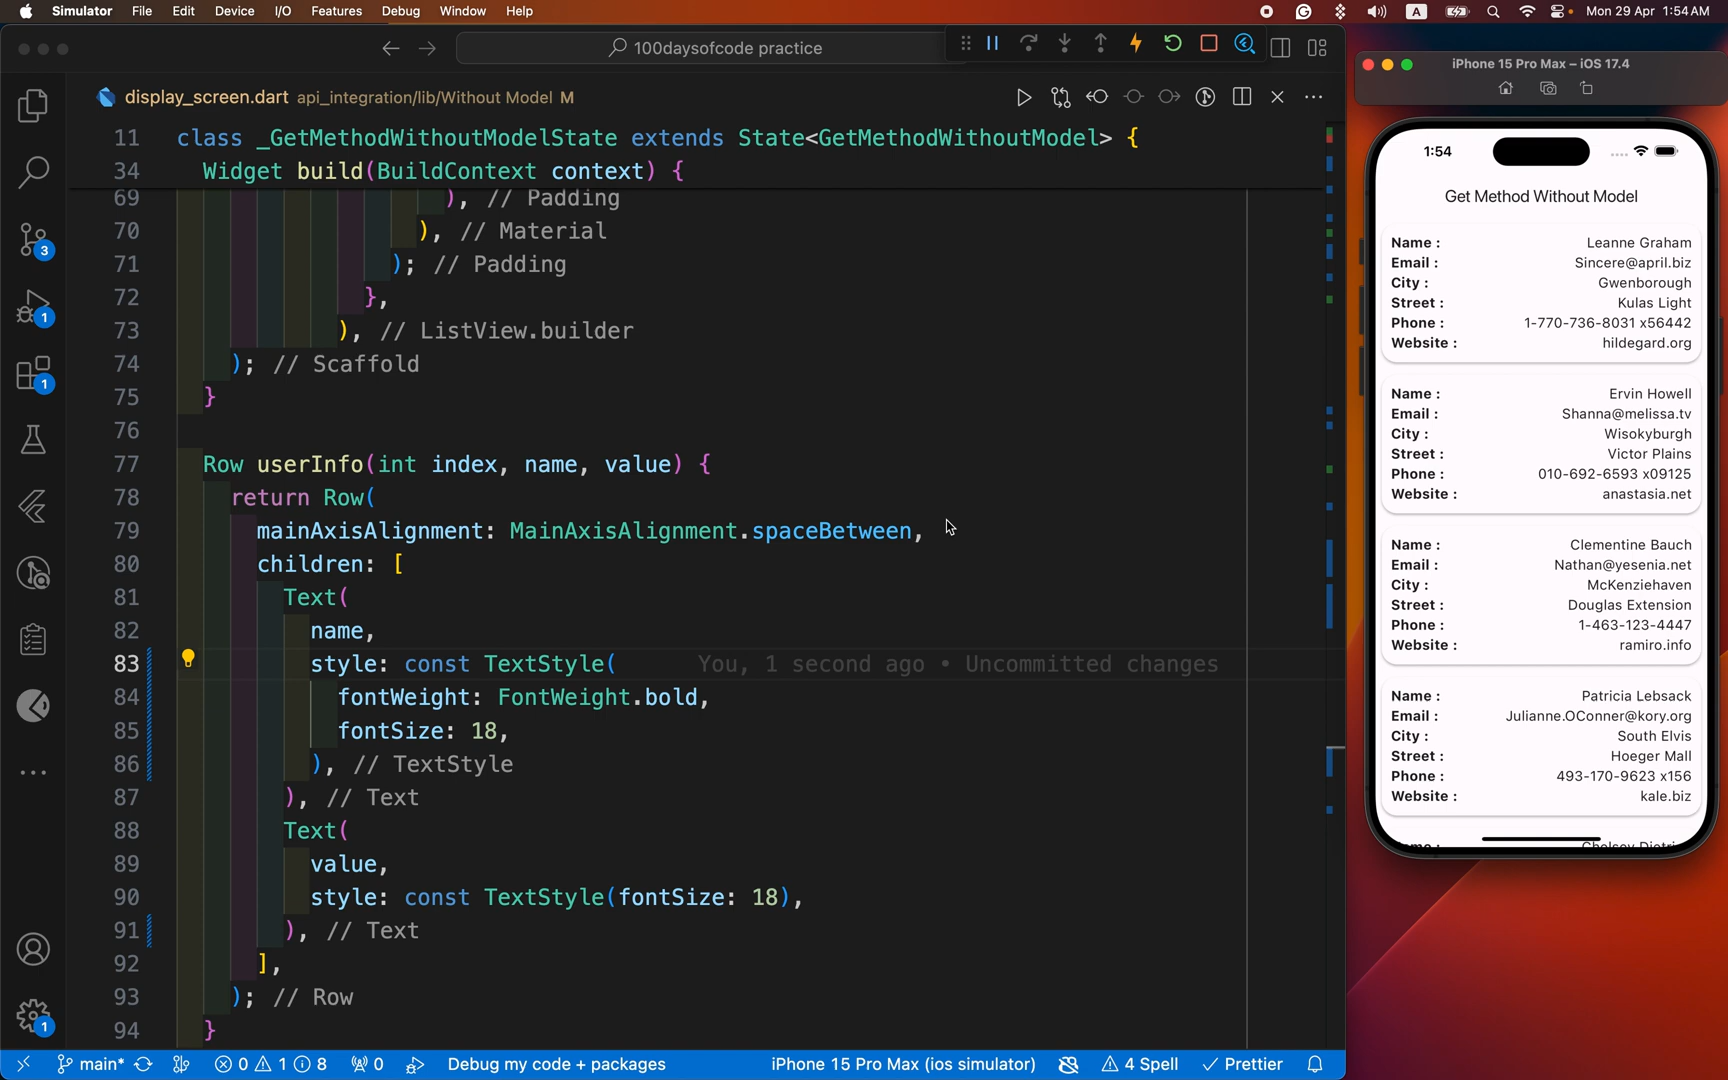 Simulator File Edit Device I/O Features Debug Window Help
A Mon 29 Apr 1:54 AM
100daysofcode practice
display_screen.dart api_integration/lib/Without Model M
11 class _GetMethodWithoutModelState extends State<GetMethodWithoutModel> {
34 Widget build(BuildContext context) {
69 ), // Padding
70 ), // Material
71 ); // Padding
72 },
73 ), // ListView.builder
74 ); // Scaffold
75 }
76
77 Row userInfo(int index, name, value) {
78 return Row(
79 mainAxisAlignment: MainAxisAlignment.spaceBetween,
80 children: [
81 Text(
82 name,
83 style: const TextStyle( You, 1 second ago • Uncommitted changes
84 fontWeight: FontWeight.bold,
85 fontSize: 18,
86 ), // TextStyle
87 ), // Text
88 Text(
89 value,
90 style: const TextStyle(fontSize: 18),
91 ), // Text
92 ],
93 ); // Row
94 }
3
1
1
1
main* 0 1 8 0 Debug my code + packages iPhone 15 Pro Max (ios simulator) 4 Spell Prettier
iPhone 15 Pro Max – iOS 17.4
1:54
Get Method Without Model
Name : Leanne Graham
Email : Sincere@april.biz
City : Gwenborough
Street : Kulas Light
Phone : 1-770-736-8031 x56442
Website : hildegard.org
Name : Ervin Howell
Email : Shanna@melissa.tv
City : Wisokyburgh
Street : Victor Plains
Phone : 010-692-6593 x09125
Website : anastasia.net
Name : Clementine Bauch
Email : Nathan@yesenia.net
City : McKenziehaven
Street : Douglas Extension
Phone : 1-463-123-4447
Website : ramiro.info
Name : Patricia Lebsack
Email : Julianne.OConner@kory.org
City : South Elvis
Street : Hoeger Mall
Phone : 493-170-9623 x156
Website : kale.biz